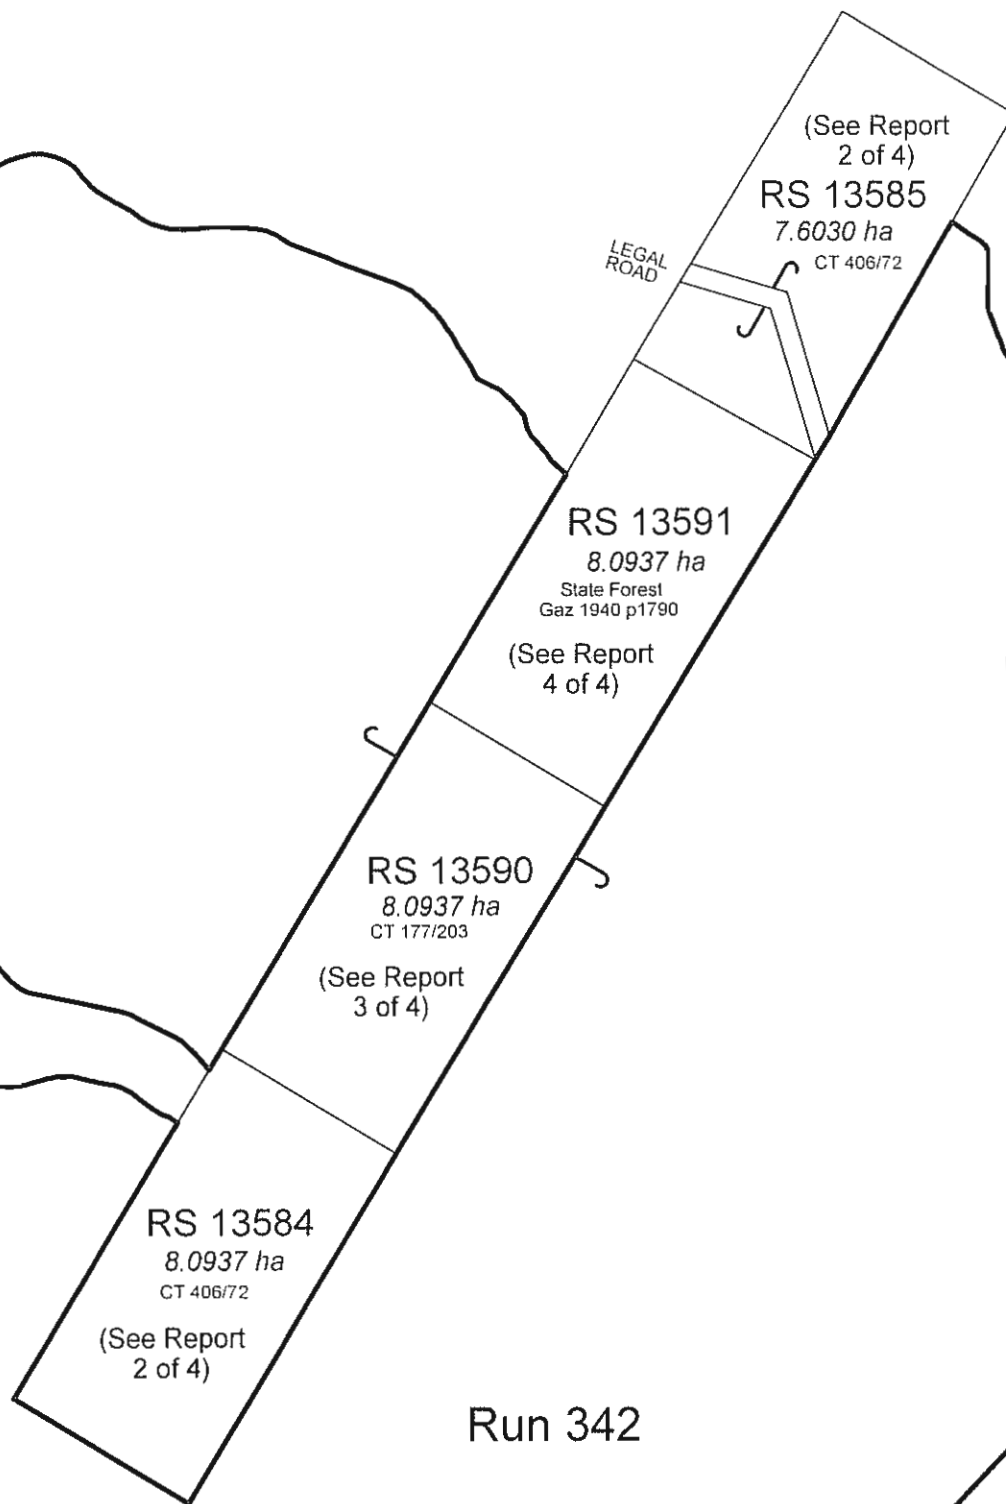 (See Report
2 of 4)
RS 13585
7.6030 ha
CT 406/72
LEGAL
ROAD
RS 13591
8.0937 ha
State Forest
Gaz 1940 p1790
(See Report
4 of 4)
RS 13590
8.0937 ha
CT 177/203
(See Report
3 of 4)
RS 13584
8.0937 ha
CT 406/72
(See Report
2 of 4)
Run 342